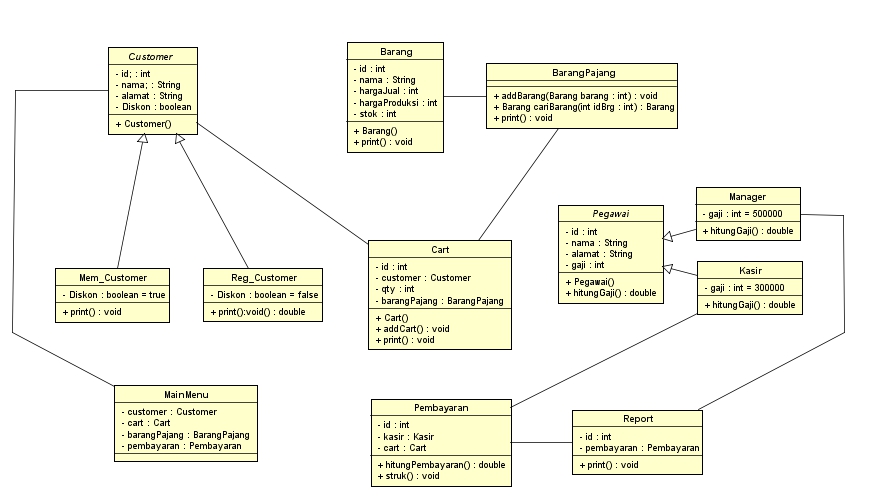 Customer
- id; : int
- nama; : String
- alamat : String
- Diskon : boolean
+ Customer()
Barang
- id : int
- nama : String
- hargaJual : int
- hargaProduksi : int
- stok : int
+ Barang()
+ print() : void
BarangPajang
+ addBarang(Barang barang : int) : void
+ Barang cariBarang(int idBrg : int) : Barang
+ print() : void
Pegawai
- id : int
- nama : String
- alamat : String
- gaji : int
+ Pegawai()
+ hitungGaji() : double
Manager
- gaji : int = 500000
+ hitungGaji() : double
Kasir
- gaji : int = 300000
+ hitungGaji() : double
Mem_Customer
- Diskon : boolean = true
+ print() : void
Reg_Customer
- Diskon : boolean = false
+ print():void() : double
Cart
- id : int
- customer : Customer
- qty : int
- barangPajang : BarangPajang
+ Cart()
+ addCart() : void
+ print() : void
MainMenu
- customer : Customer
- cart : Cart
- barangPajang : BarangPajang
- pembayaran : Pembayaran
Pembayaran
- id : int
- kasir : Kasir
- cart : Cart
+ hitungPembayaran() : double
+ struk() : void
Report
- id : int
- pembayaran : Pembayaran
+ print() : void